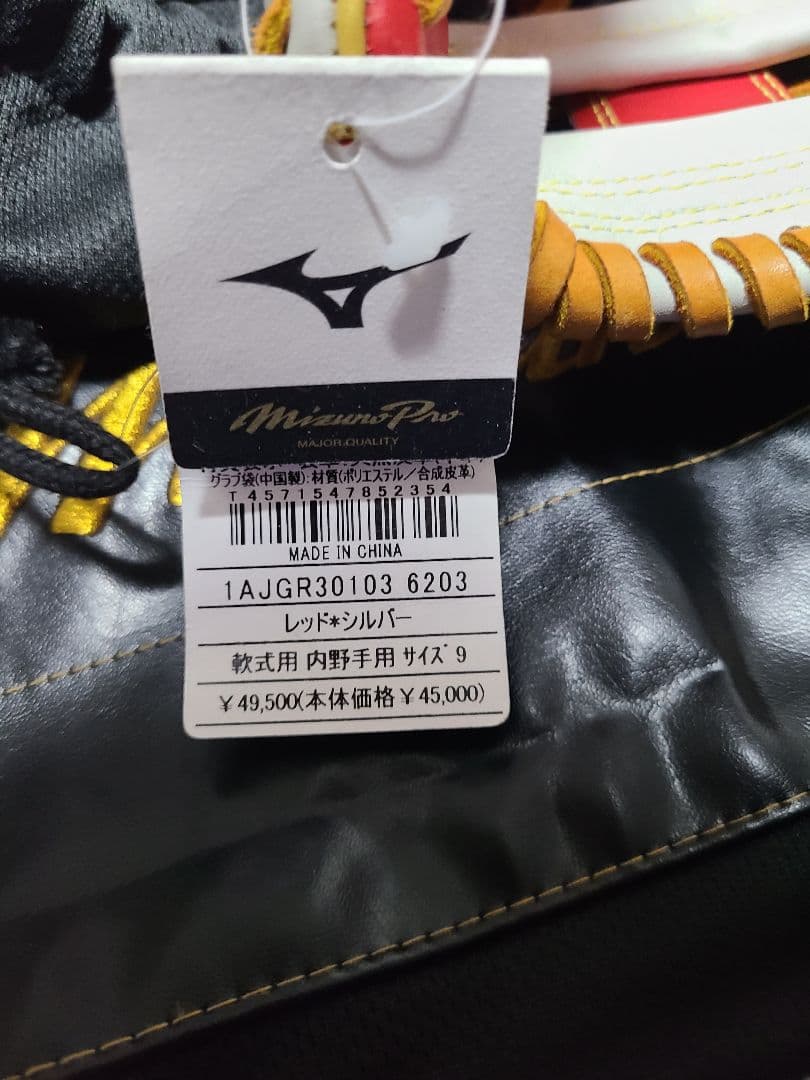 Mizuno Pro
MAJOR QUALITY
グラブ袋(中国製):材質(ポリエステル/合成皮革)
T 4571547852354
MADE IN CHINA
1AJGR30103 6203
レッド*シルバー
軟式用 内野手用 サイズ 9
¥49,500(本体価格¥45,000)